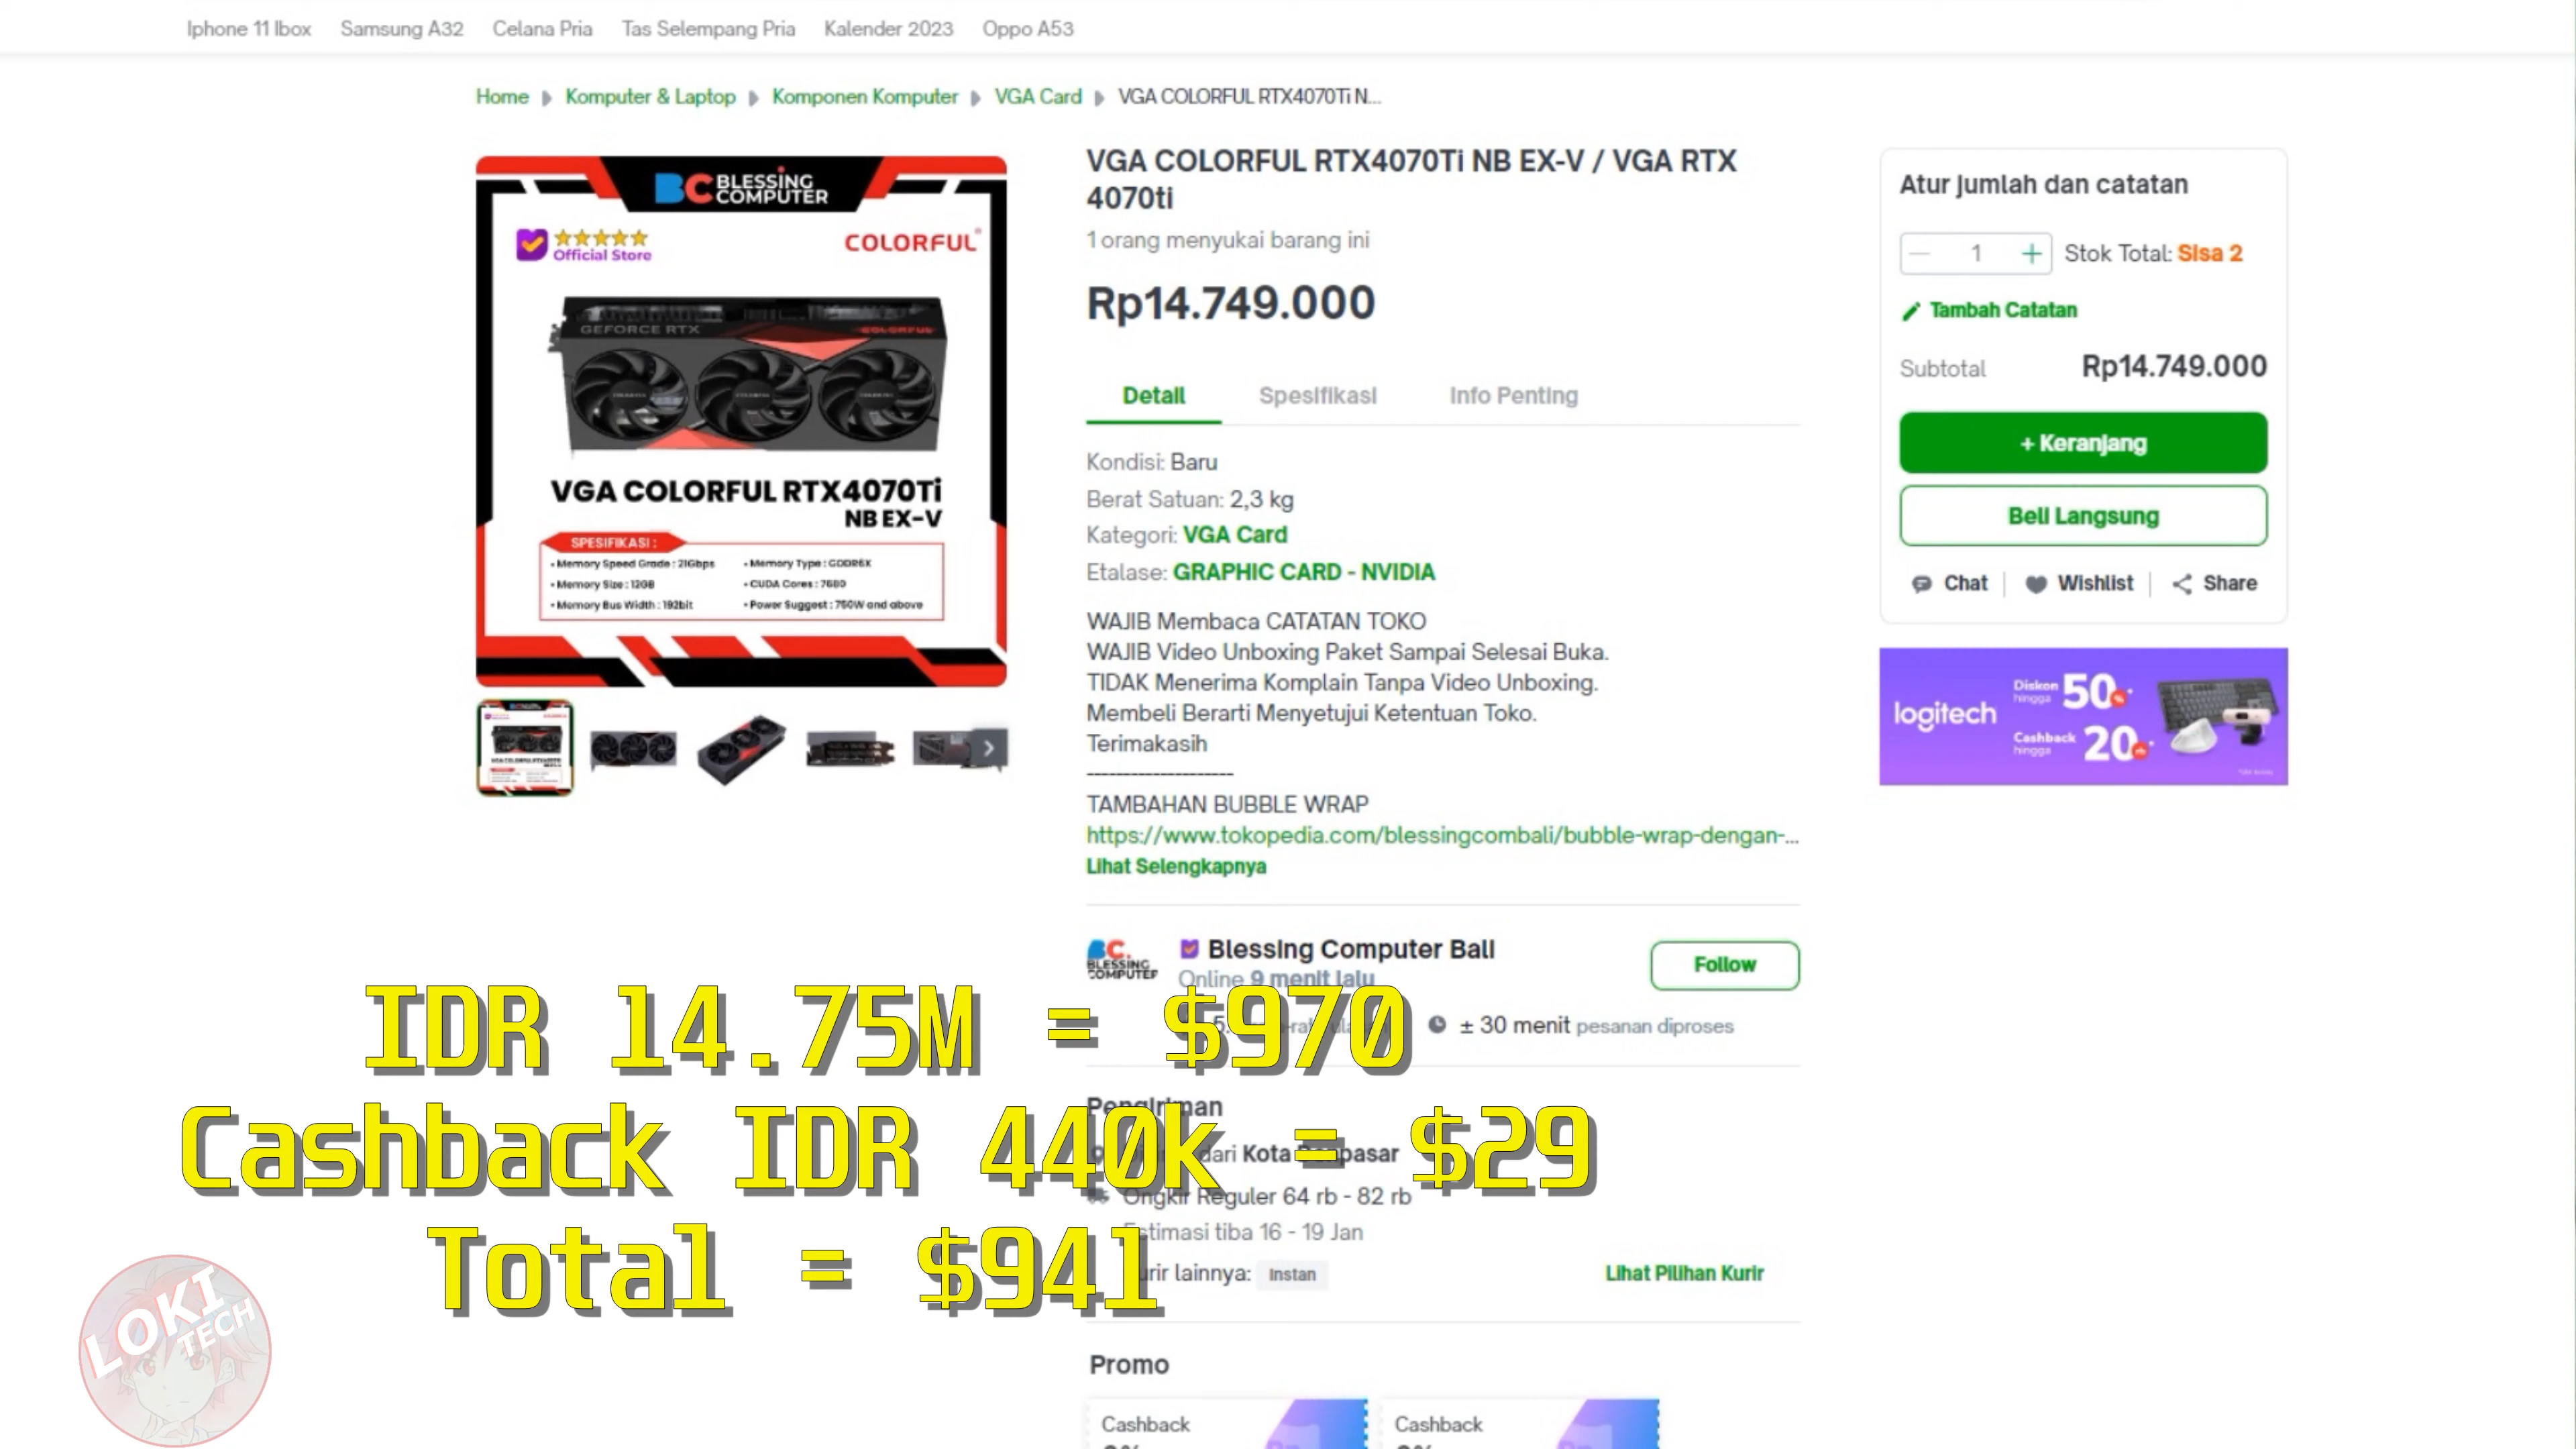 Iphone 11 Ibox Samsung A32 Celana Pria Tas Selempang Pria Kalender 2023 Oppo A53
Home Komputer & Laptop Komponen Komputer VGA Card VGA COLORFUL RTX4070Ti N...
BC BLESSING COMPUTER
Official Store
COLORFUL
GEFORCE RTX
COLORFUL
VGA COLORFUL RTX4070Ti
NB EX-V
SPESIFIKASI :
• Memory Speed Grade : 21Gbps
• Memory Size : 12GB
• Memory Bus Width : 192bit
• Memory Type : GDDR6X
• CUDA Cores : 7680
• Power Suggest : 750W and above
VGA COLORFUL RTX4070Ti NB EX-V / VGA RTX
4070ti
1 orang menyukai barang ini
Rp14.749.000
Detail Spesifikasi Info Penting
Kondisi: Baru
Berat Satuan: 2,3 kg
Kategori: VGA Card
Etalase: GRAPHIC CARD - NVIDIA
WAJIB Membaca CATATAN TOKO
WAJIB Video Unboxing Paket Sampai Selesai Buka.
TIDAK Menerima Komplain Tanpa Video Unboxing.
Membeli Berarti Menyetujui Ketentuan Toko.
Terimakasih
--------------------
TAMBAHAN BUBBLE WRAP
https://www.tokopedia.com/blessingcombali/bubble-wrap-dengan-...
Lihat Selengkapnya
BC. BLESSING COMPUTER
Blessing Computer Bali
Online 9 menit lalu
Follow
± 30 menit pesanan diproses
Pengiriman
dari Kota Denpasar
Ongkir Reguler 64 rb - 82 rb
Estimasi tiba 16 - 19 Jan
lainnya: Instan
Lihat Pilihan Kurir
Promo
Cashback
Cashback
Atur jumlah dan catatan
1 Stok Total: Sisa 2
Tambah Catatan
Subtotal Rp14.749.000
+ Keranjang
Beli Langsung
Chat Wishlist Share
logitech
Diskon hingga 50%
Cashback hingga 20%
IDR 14.75M = $970
Cashback IDR 440k = $29
Total = $941
LOKI TECH